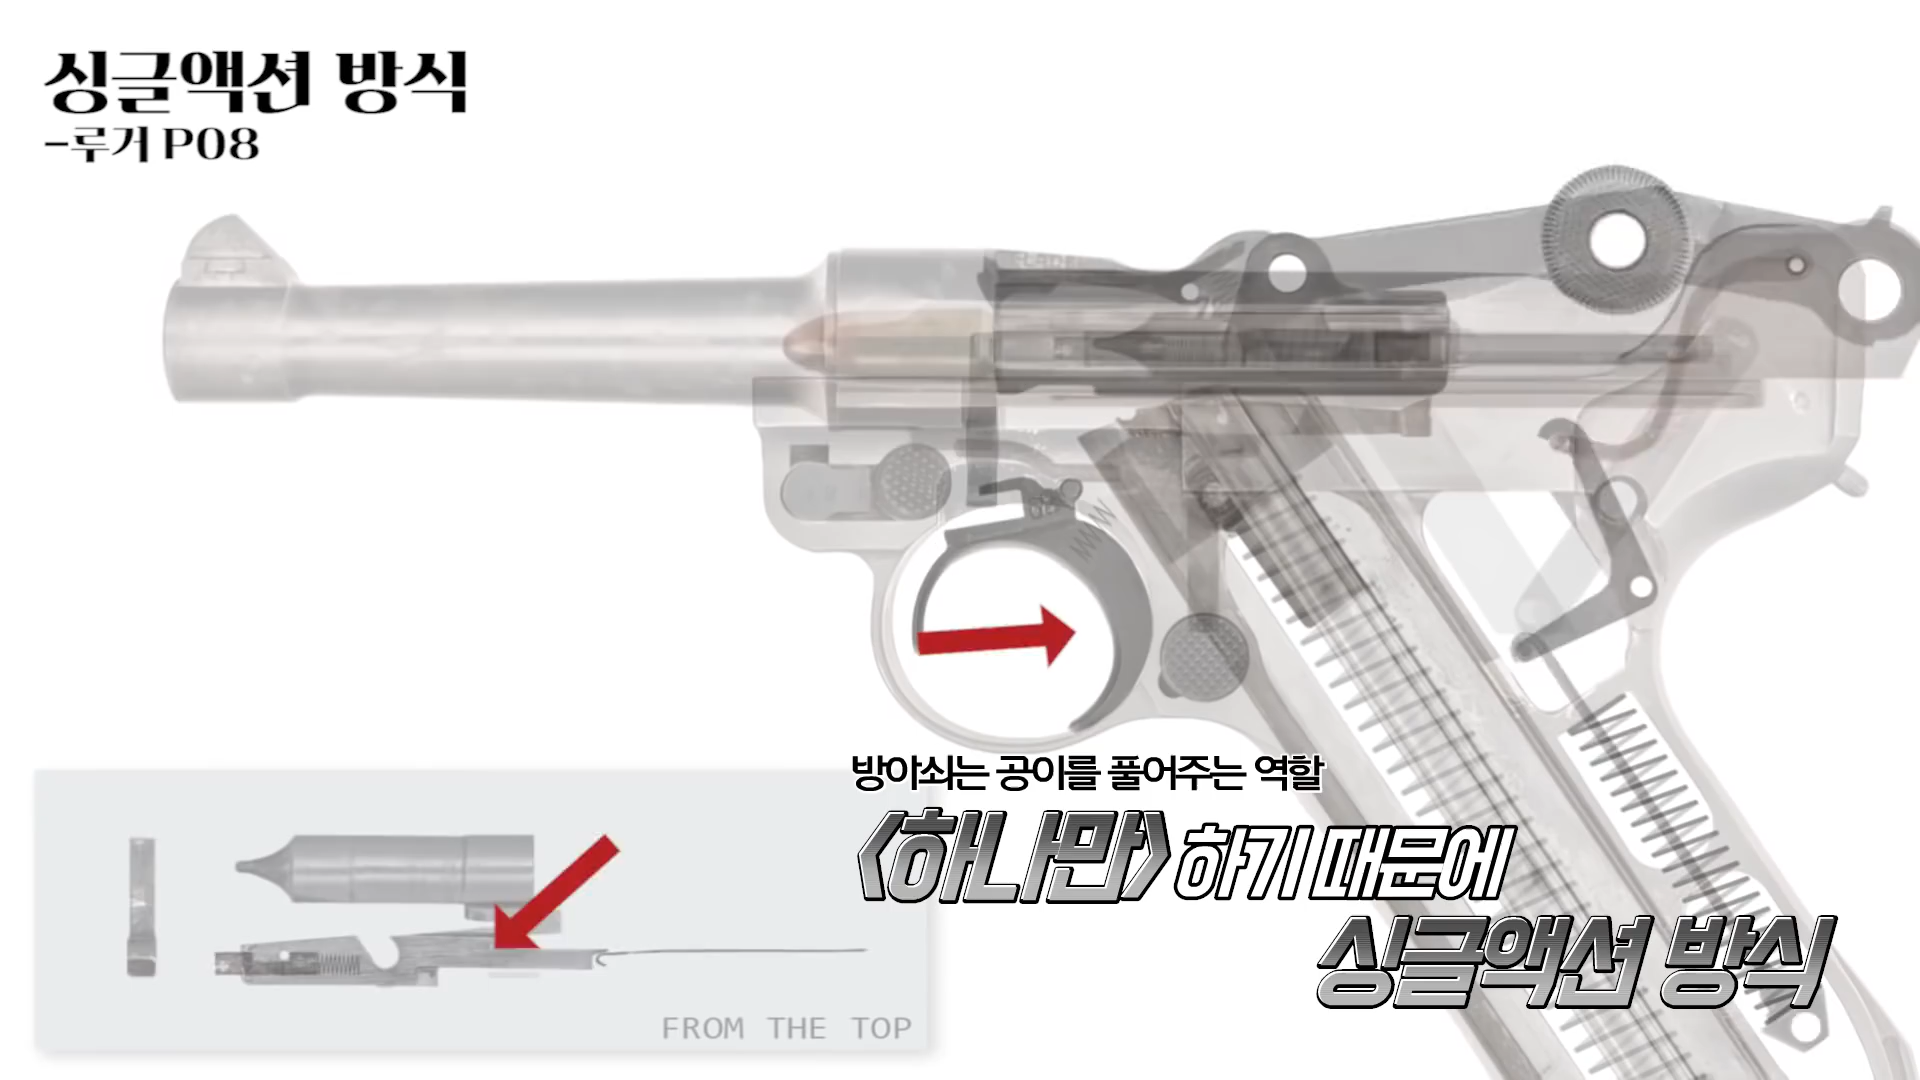 싱글액션 방식
-루거 P08
방아쇠는 공이를 풀어주는 역할
<하나만> 하기 때문에
싱글액션 방식
FROM THE TOP